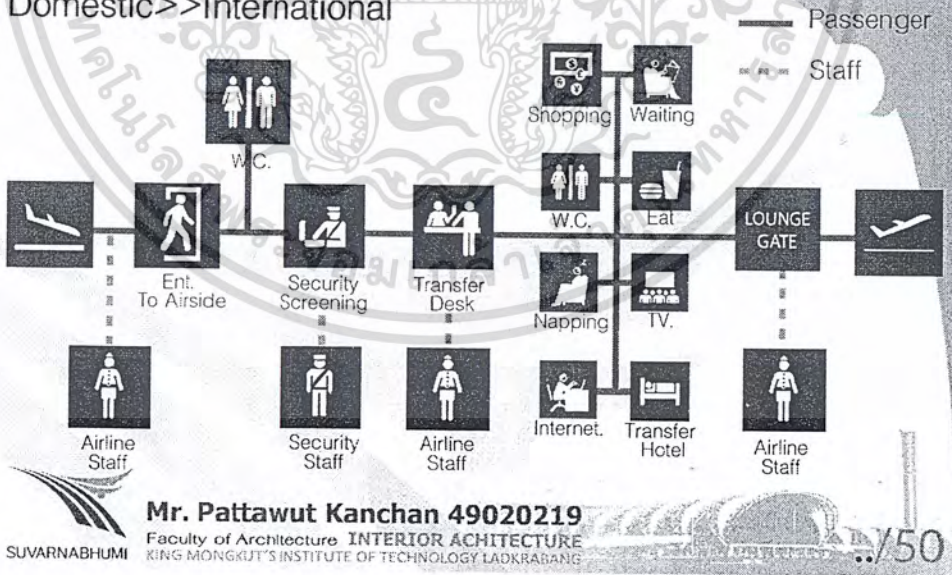 Domestic>>International
Passenger
Staff
Shopping
Waiting
W.C.
W.C.
Eat
LOUNGE
GATE
Ent.
To Airside
Security
Screening
Transfer
Desk
Napping
TV.
Internet.
Transfer
Hotel
Airline
Staff
Security
Staff
Airline
Staff
Airline
Staff
SUVARNABHUMI
Mr. Pattawut Kanchan 49020219
Faculty of Architecture INTERIOR ACHITECTURE
KING MONGKUT'S INSTITUTE OF TECHNOLOGY LADKRABANG
../50